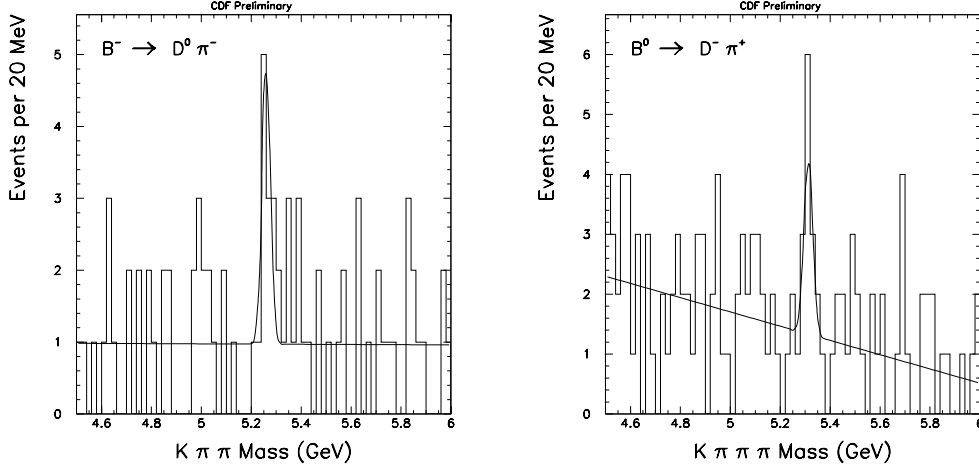 CDF Preliminary
Events per 20 MeV
B⁻ → D⁰ π⁻
5
4
3
2
1
0
4.6 4.8 5 5.2 5.4 5.6 5.8 6
K π π Mass (GeV)
CDF Preliminary
Events per 20 MeV
B⁰ → D⁻ π⁺
6
5
4
3
2
1
0
4.6 4.8 5 5.2 5.4 5.6 5.8 6
K π π π Mass (GeV)